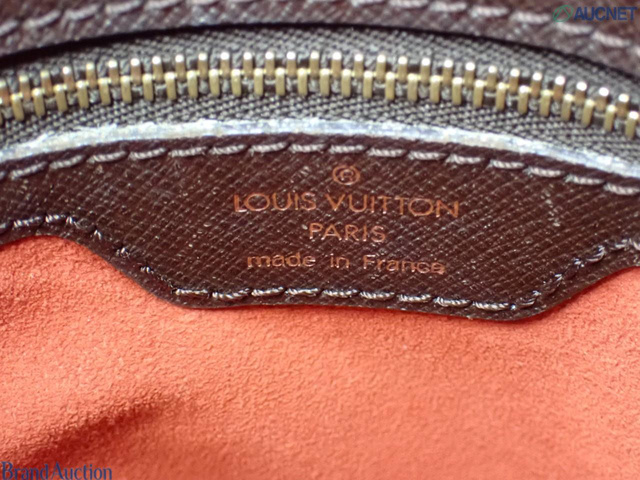 AUCNET
®
LOUIS VUITTON
PARIS
made in France
Brand Auction